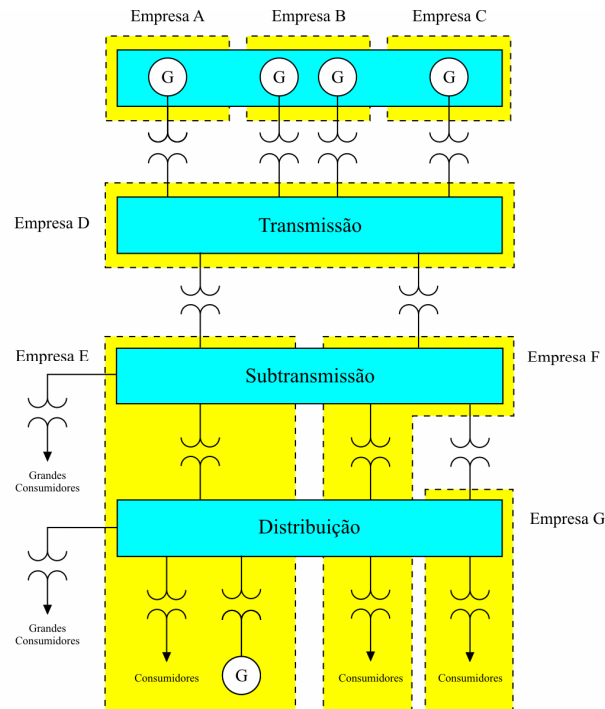 Empresa A
Empresa B
Empresa C
G
G
G
G
Empresa D
Transmissão
Empresa E
Subtransmissão
Empresa F
Grandes
Consumidores
Distribuição
Empresa G
Grandes
Consumidores
Consumidores
G
Consumidores
Consumidores